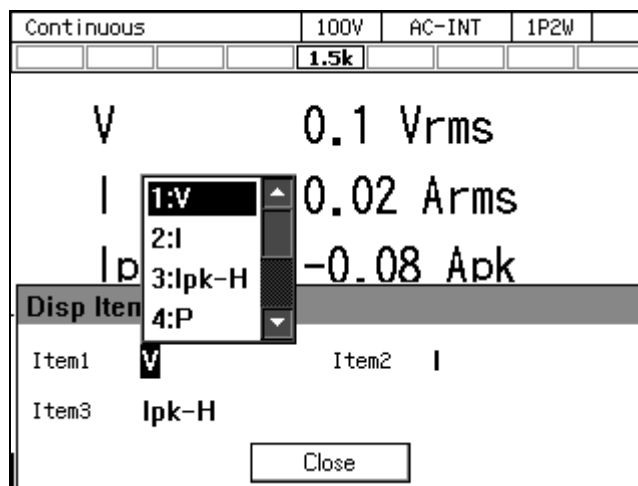 Continuous 100V AC-INT 1P2W
1.5k
V 0.1 Vrms
I 0.02 Arms
Ip -0.08 Apk
1:V
2:I
3:Ipk-H
4:P
Disp Iten
Item1 V Item2 I
Item3 Ipk-H
Close